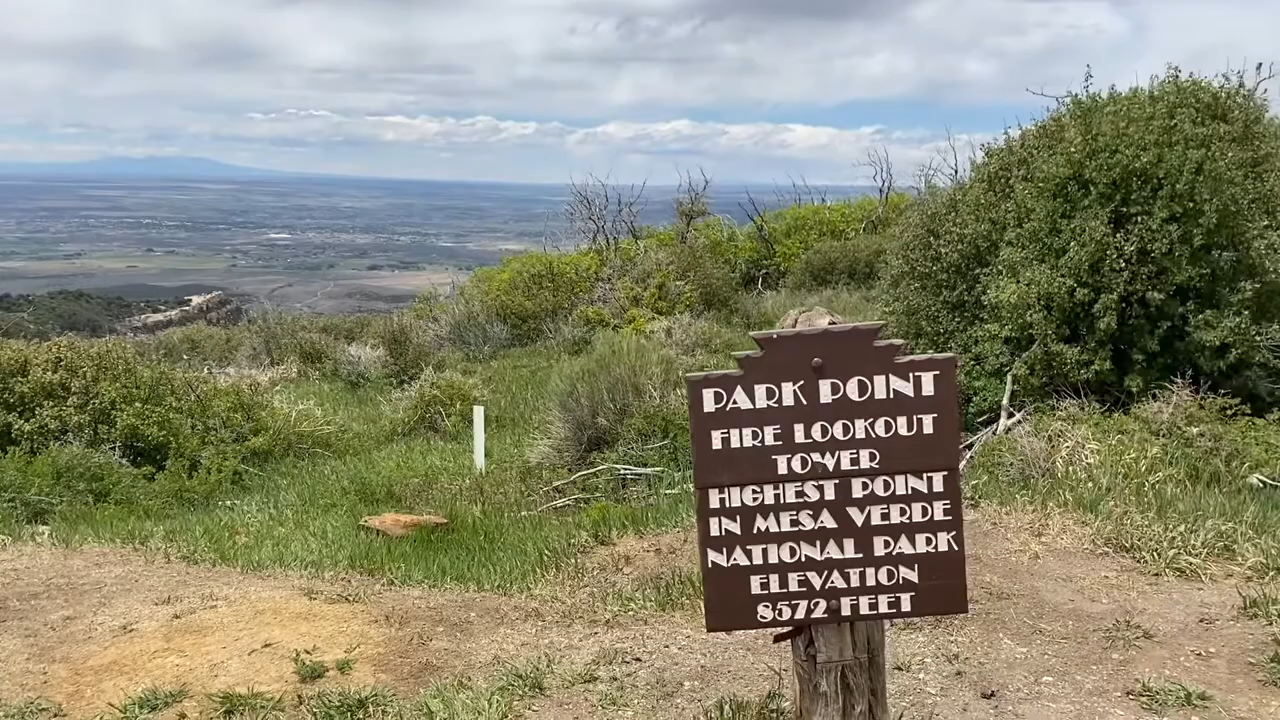 PARK POINT
FIRE LOOKOUT
TOWER
HIGHEST POINT
IN MESA VERDE
NATIONAL PARK
ELEVATION
8572 FEET